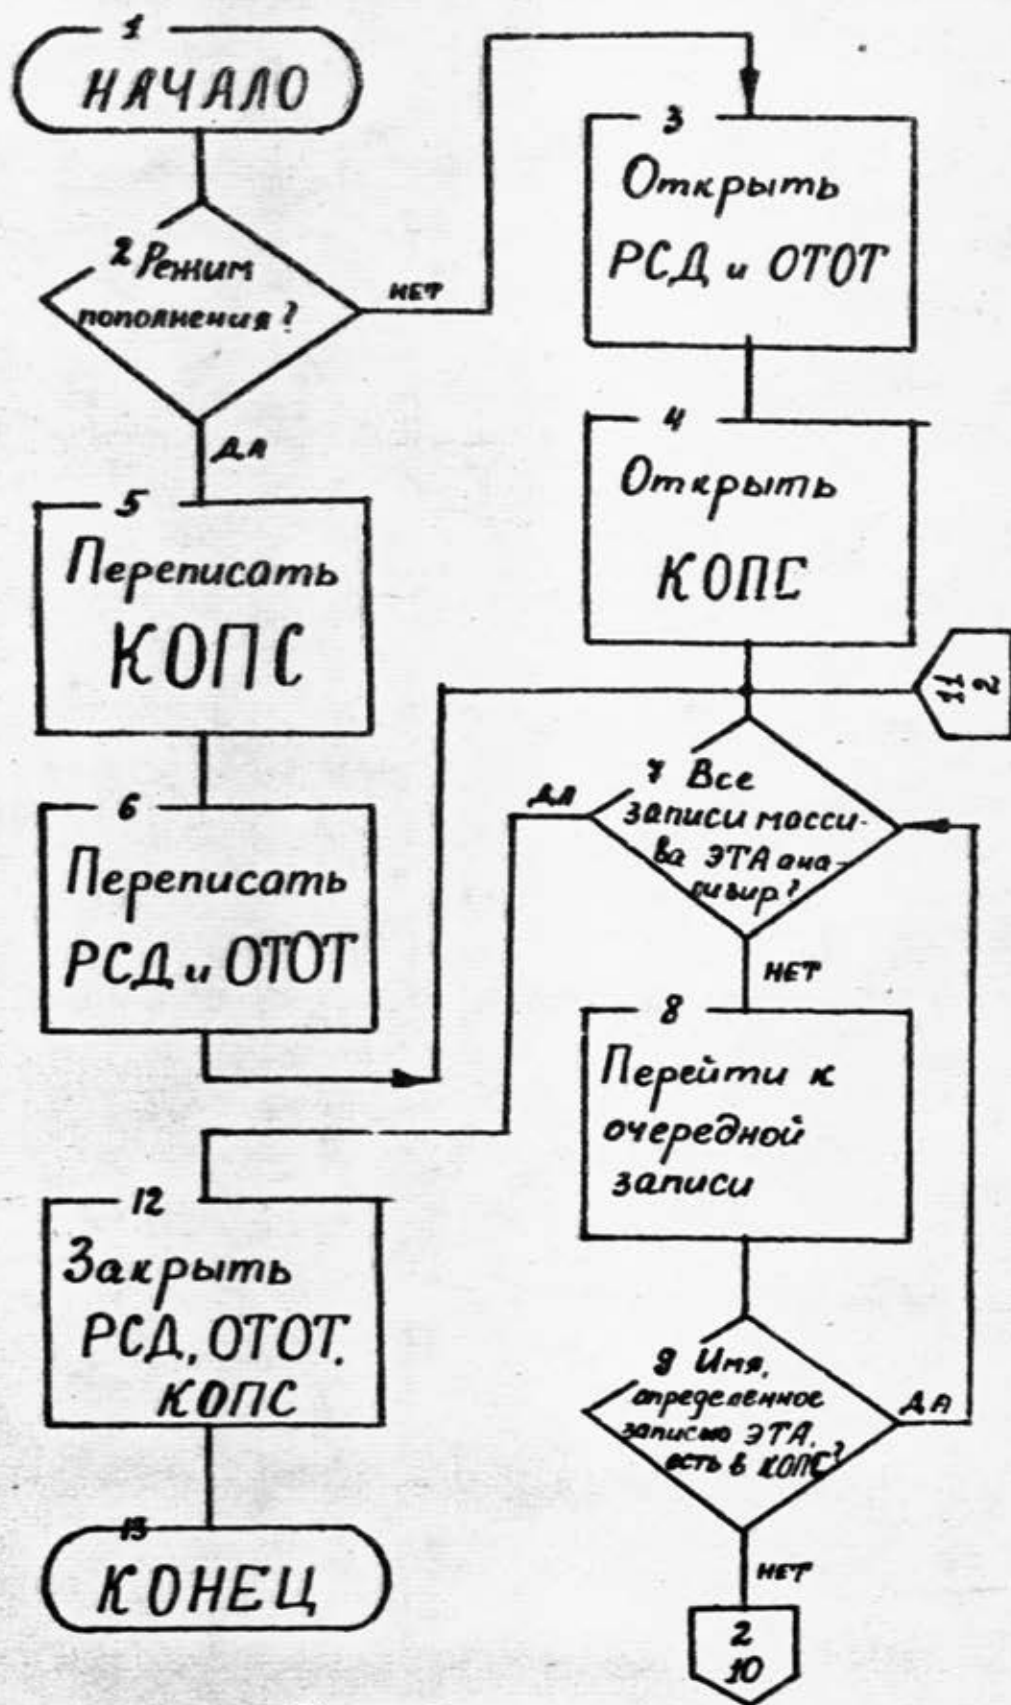 1
НАЧАЛО
2 Режим
пополнения?
НЕТ
ДА
3
Открыть
РСД и ОТОТ
4
Открыть
КОПС
5
Переписать
КОПС
6
Переписать
РСД и ОТОТ
11
2
7 Все
записи масси-
ва ЭТА ана-
лизир?
ДА
НЕТ
8
Перейти к
очередной
записи
9 Имя,
определенное
записью ЭТА,
есть в КОПС?
ДА
НЕТ
2
10
12
Закрыть
РСД, ОТОТ,
КОПС
13
КОНЕЦ